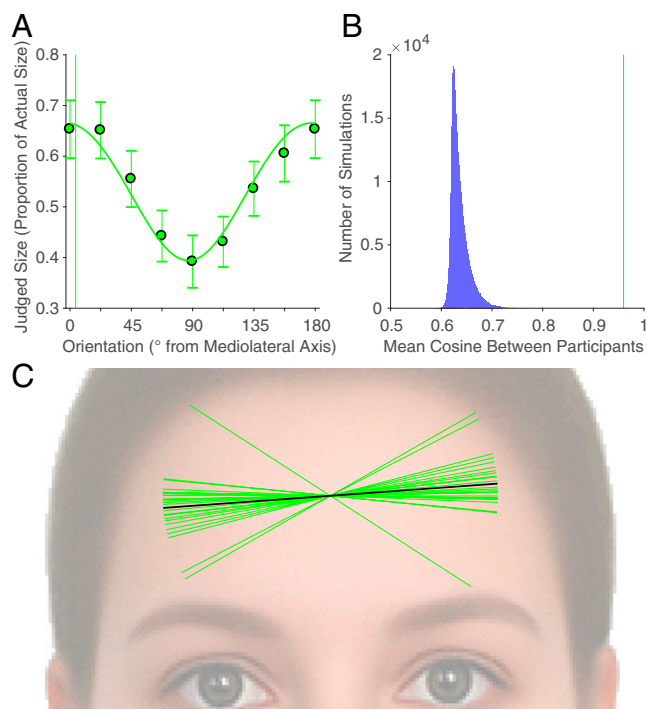 A
Judged Size (Proportion of Actual Size)
0.8
0.7
0.6
0.5
0.4
0.3
0 45 90 135 180
Orientation (° from Mediolateral Axis)
B
×10⁴
Number of Simulations
2
1.5
1
0.5
0
0.5 0.6 0.7 0.8 0.9 1
Mean Cosine Between Participants
C